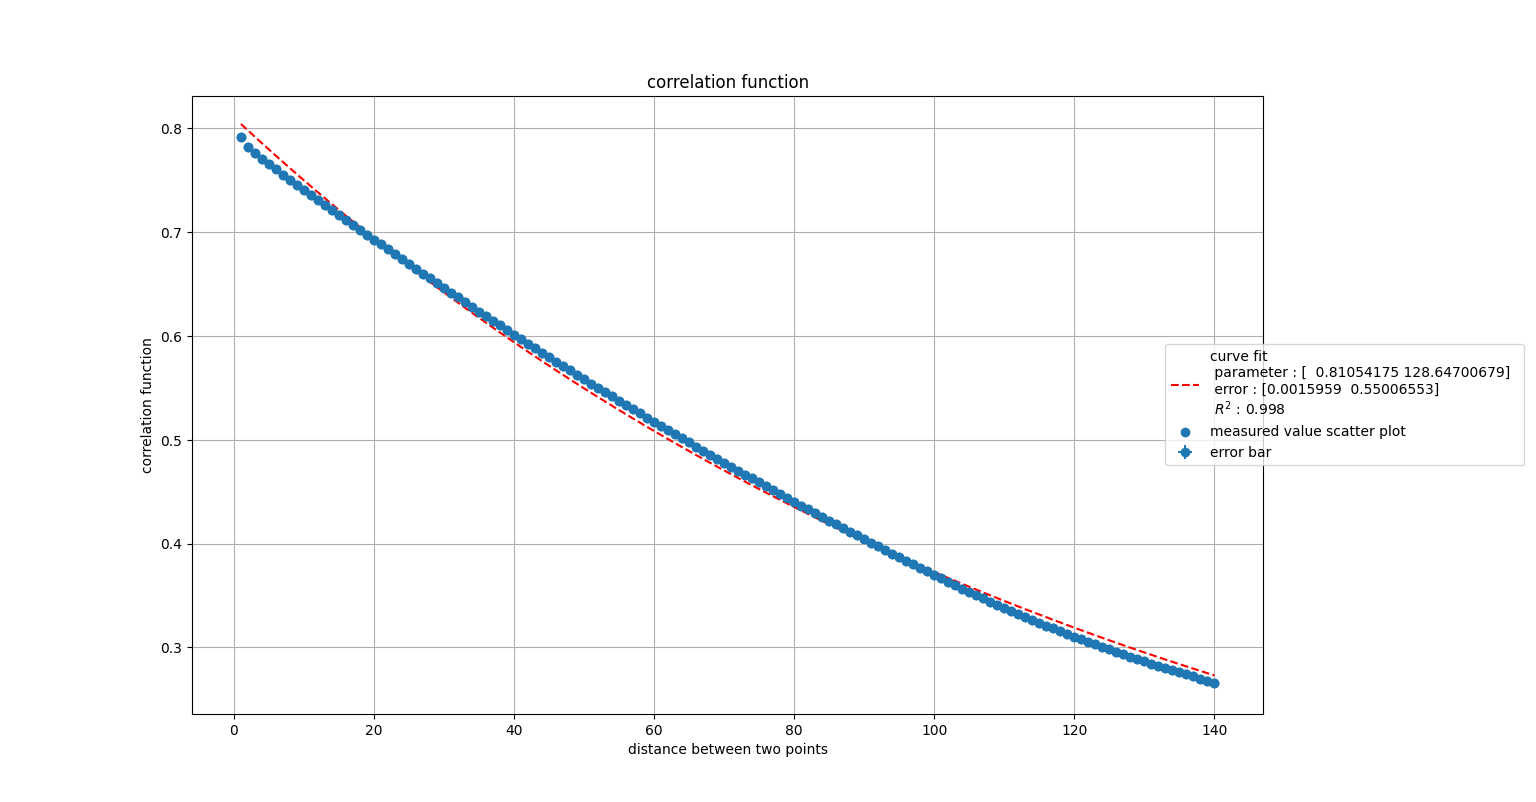 correlation function
correlation function
0.8
0.7
0.6
0.5
0.4
0.3
0 20 40 60 80 100 120 140
distance between two points
curve fit
parameter : [  0.81054175 128.64700679]
error : [0.0015959  0.55006553]
R² : 0.998
measured value scatter plot
error bar